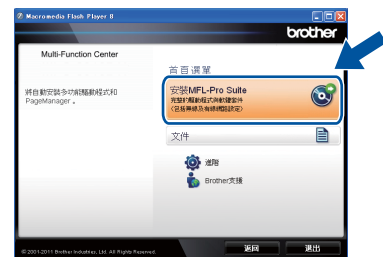 Macromedia Flash Player 8
brother
Multi-Function Center
首頁選單
將自動安裝多功能驅動程式和
PageManager。
安裝MFL-Pro Suite
完整的驅動程式與軟體套件
(包括無線及有線網路設定)
文件
進階
Brother支援
© 2001-2011 Brother Industries, Ltd. All Rights Reserved.
返回
退出